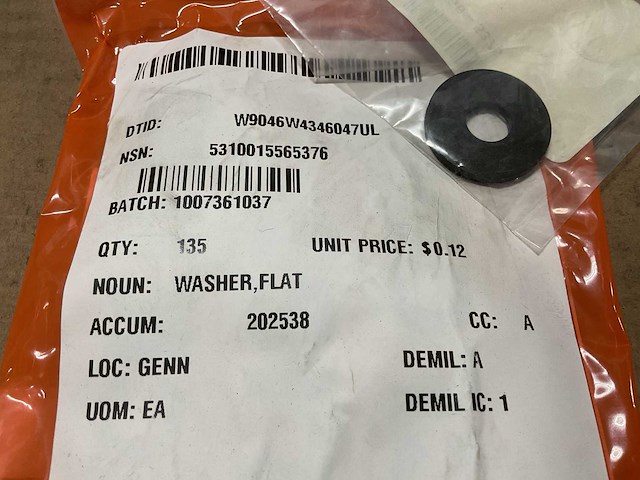 DTID: W9046W4346047UL
NSN: 5310015565376
BATCH: 1007361037
QTY: 135 UNIT PRICE: $0.12
NOUN: WASHER,FLAT
ACCUM: 202538 CC: A
LOC: GENN DEMIL: A
UOM: EA DEMIL IC: 1